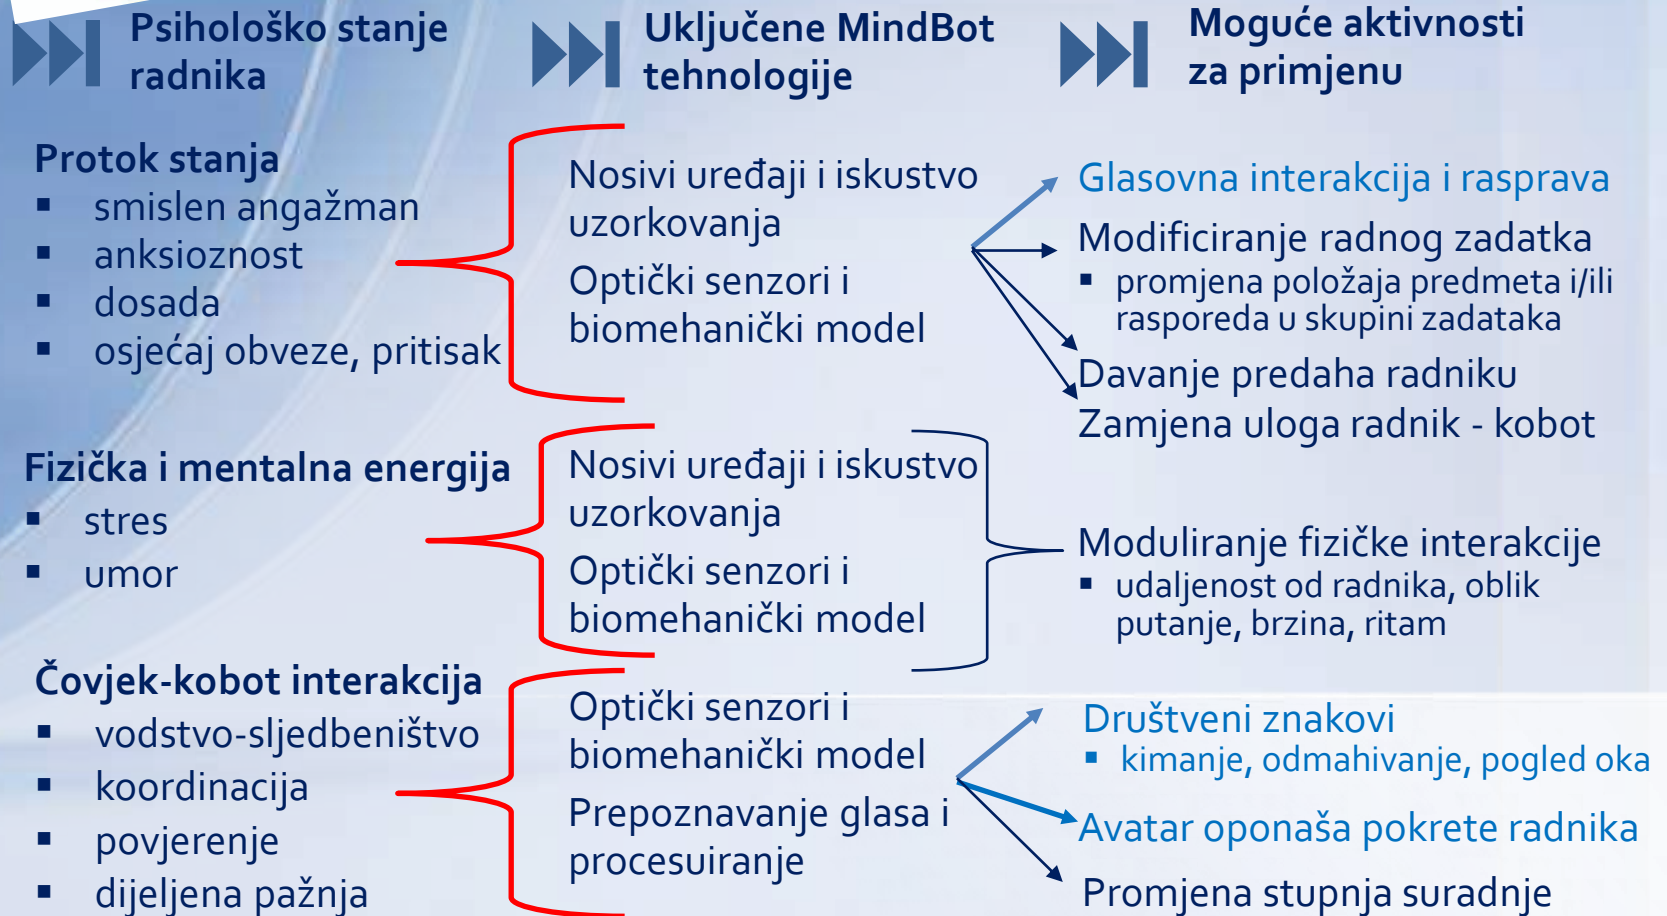 Psihološko stanje
radnika
Uključene MindBot
tehnologije
Moguće aktivnosti
za primjenu
Protok stanja
▪ smislen angažman
▪ anksioznost
▪ dosada
▪ osjećaj obveze, pritisak
Nosivi uređaji i iskustvo
uzorkovanja
Optički senzori i
biomehanički model
Glasovna interakcija i rasprava
Modificiranje radnog zadatka
▪ promjena položaja predmeta i/ili
rasporeda u skupini zadataka
Davanje predaha radniku
Zamjena uloga radnik - kobot
Fizička i mentalna energija
▪ stres
▪ umor
Nosivi uređaji i iskustvo
uzorkovanja
Optički senzori i
biomehanički model
Moduliranje fizičke interakcije
▪ udaljenost od radnika, oblik
putanje, brzina, ritam
Čovjek-kobot interakcija
▪ vodstvo-sljedbeništvo
▪ koordinacija
▪ povjerenje
▪ dijeljena pažnja
Optički senzori i
biomehanički model
Prepoznavanje glasa i
procesuiranje
Društveni znakovi
▪ kimanje, odmahivanje, pogled oka
Avatar oponaša pokrete radnika
Promjena stupnja suradnje